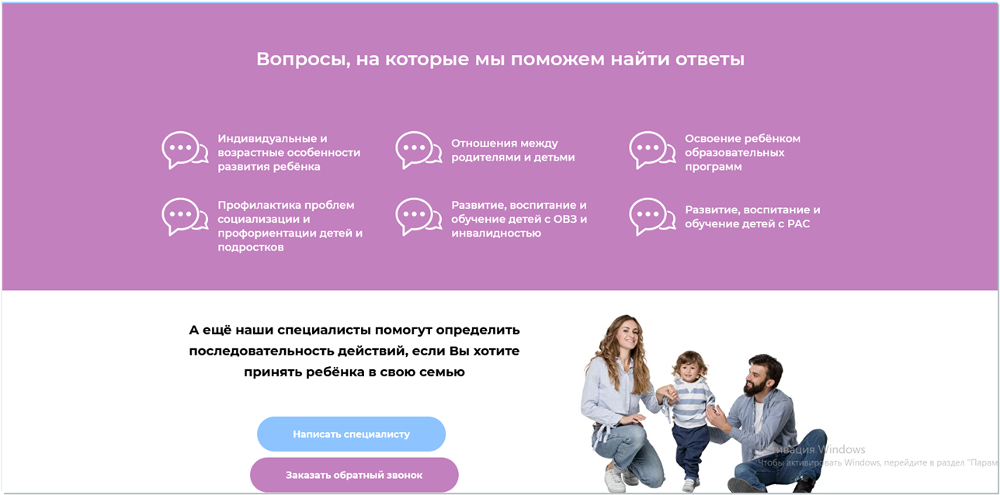 Вопросы, на которые мы поможем найти ответы
Индивидуальные и
возрастные особенности
развития ребёнка
Отношения между
родителями и детьми
Освоение ребёнком
образовательных
программ
Профилактика проблем
социализации и
профориентации детей и
подростков
Развитие, воспитание и
обучение детей с ОВЗ и
инвалидностью
Развитие, воспитание и
обучение детей с РАС
А ещё наши специалисты помогут определить
последовательность действий, если Вы хотите
принять ребёнка в свою семью
Написать специалисту
Заказать обратный звонок
Активация Windows
Чтобы активировать Windows, перейдите в раздел "Парам